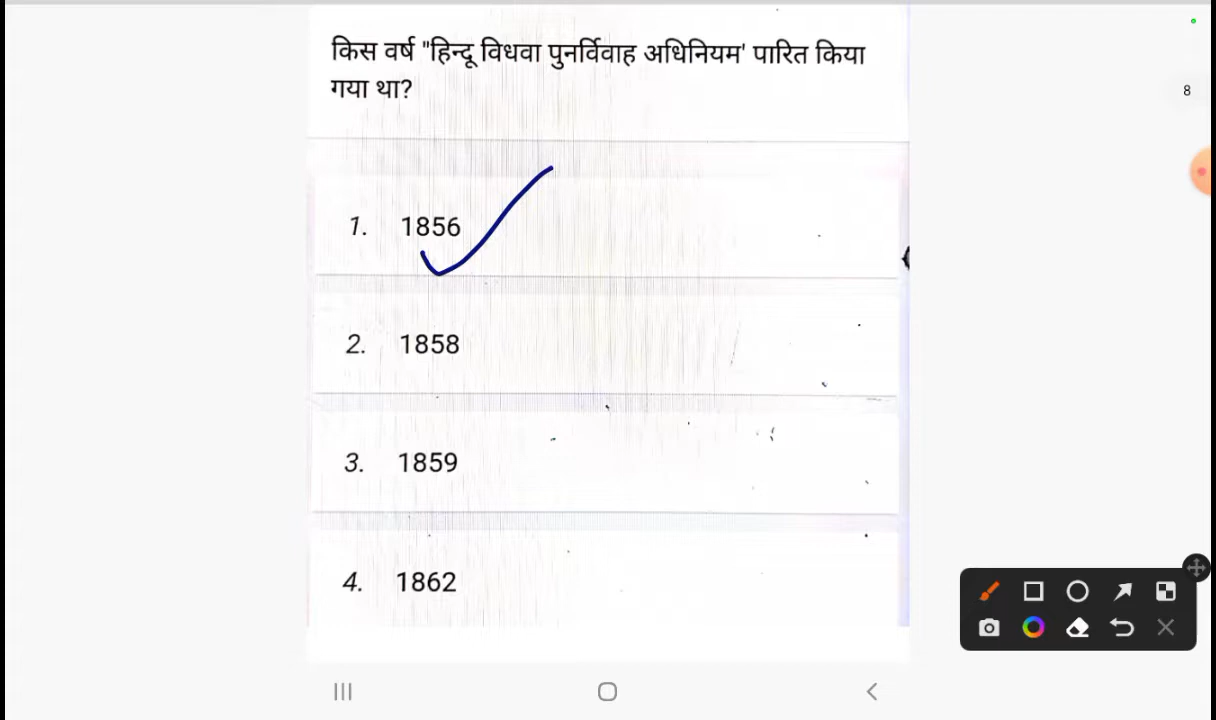 किस वर्ष "हिन्दू विधवा पुनर्विवाह अधिनियम' पारित किया
गया था?
8
1. 1856
2. 1858
3. 1859
4. 1862